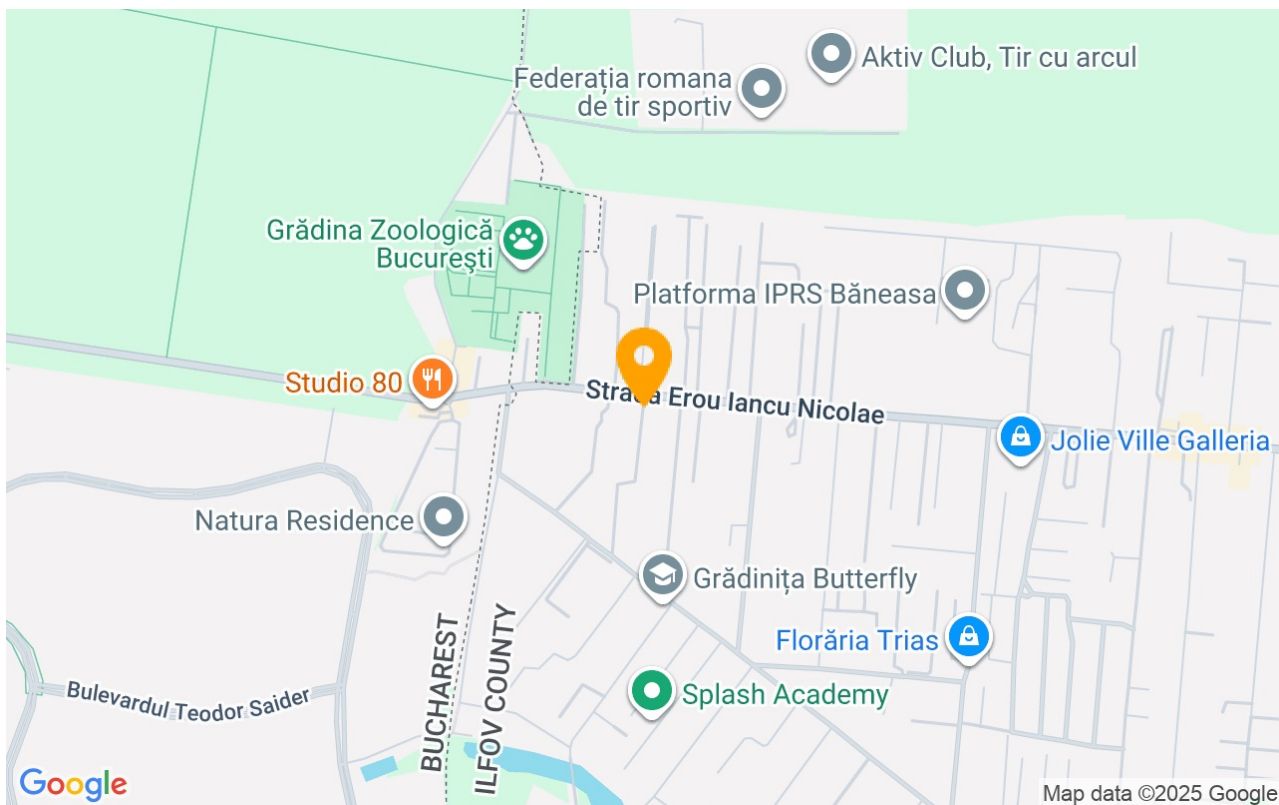 Aktiv Club, Tir cu arcul
Federația romana
de tir sportiv
Grădina Zoologică
București
Platforma IPRS Băneasa
Studio 80
Strada Erou Iancu Nicolae
Jolie Ville Galleria
Natura Residence
Grădinița Butterfly
BUCHAREST
ILFOV COUNTY
Florăria Trias
Bulevardul Teodor Saider
Splash Academy
Google
Map data ©2025 Google